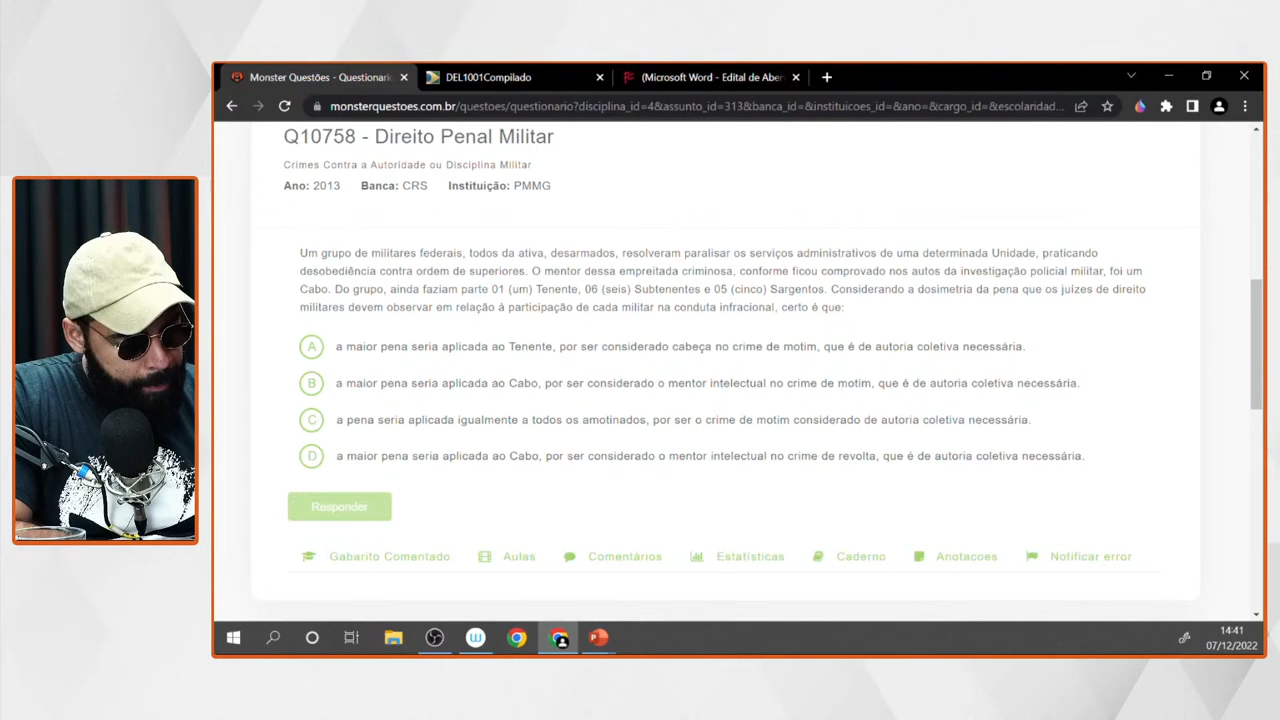 Monster Questões - Questionari
DEL1001Compilado
(Microsoft Word - Edital de Aber
monsterquestoes.com.br/questoes/questionario?disciplina_id=4&assunto_id=313&banca_id=&instituicoes_id=&ano=&cargo_id=&escolaridad...
Q10758 - Direito Penal Militar
Crimes Contra a Autoridade ou Disciplina Militar
Ano: 2013 Banca: CRS Instituição: PMMG
Um grupo de militares federais, todos da ativa, desarmados, resolveram paralisar os serviços administrativos de uma determinada Unidade, praticando
desobediência contra ordem de superiores. O mentor dessa empreitada criminosa, conforme ficou comprovado nos autos da investigação policial militar, foi um
Cabo. Do grupo, ainda faziam parte 01 (um) Tenente, 06 (seis) Subtenentes e 05 (cinco) Sargentos. Considerando a dosimetria da pena que os juízes de direito
militares devem observar em relação à participação de cada militar na conduta infracional, certo é que:
A a maior pena seria aplicada ao Tenente, por ser considerado cabeça no crime de motim, que é de autoria coletiva necessária.
B a maior pena seria aplicada ao Cabo, por ser considerado o mentor intelectual no crime de motim, que é de autoria coletiva necessária.
C a pena seria aplicada igualmente a todos os amotinados, por ser o crime de motim considerado de autoria coletiva necessária.
D a maior pena seria aplicada ao Cabo, por ser considerado o mentor intelectual no crime de revolta, que é de autoria coletiva necessária.
Responder
Gabarito Comentado Aulas Comentários Estatísticas Caderno Anotacoes Notificar error
14:41
07/12/2022